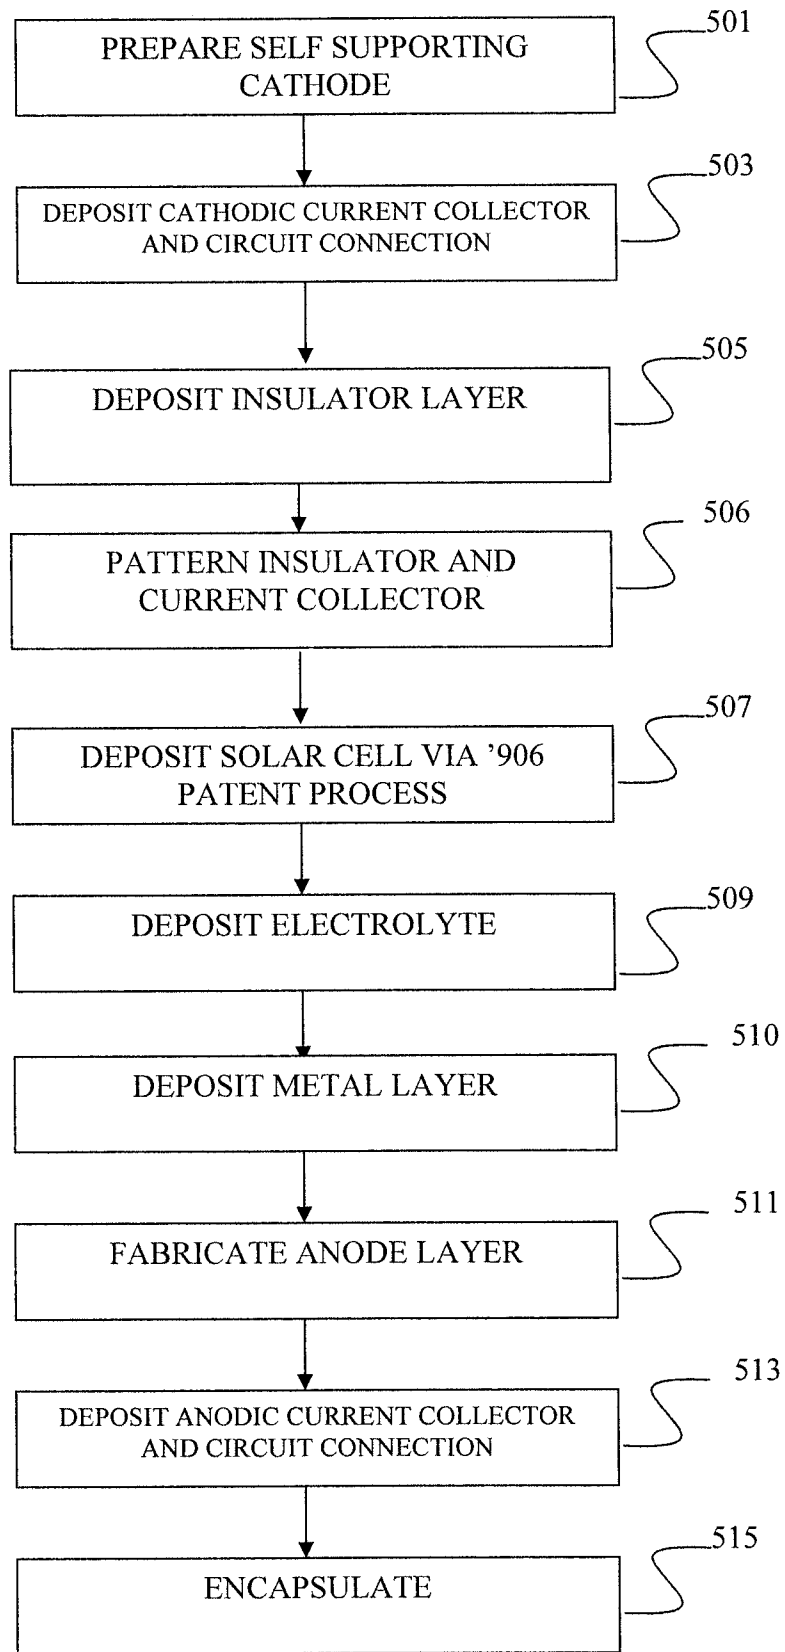 501
PREPARE SELF SUPPORTING
CATHODE
503
DEPOSIT CATHODIC CURRENT COLLECTOR
AND CIRCUIT CONNECTION
505
DEPOSIT INSULATOR LAYER
506
PATTERN INSULATOR AND
CURRENT COLLECTOR
507
DEPOSIT SOLAR CELL VIA ’906
PATENT PROCESS
509
DEPOSIT ELECTROLYTE
510
DEPOSIT METAL LAYER
511
FABRICATE ANODE LAYER
513
DEPOSIT ANODIC CURRENT COLLECTOR
AND CIRCUIT CONNECTION
515
ENCAPSULATE